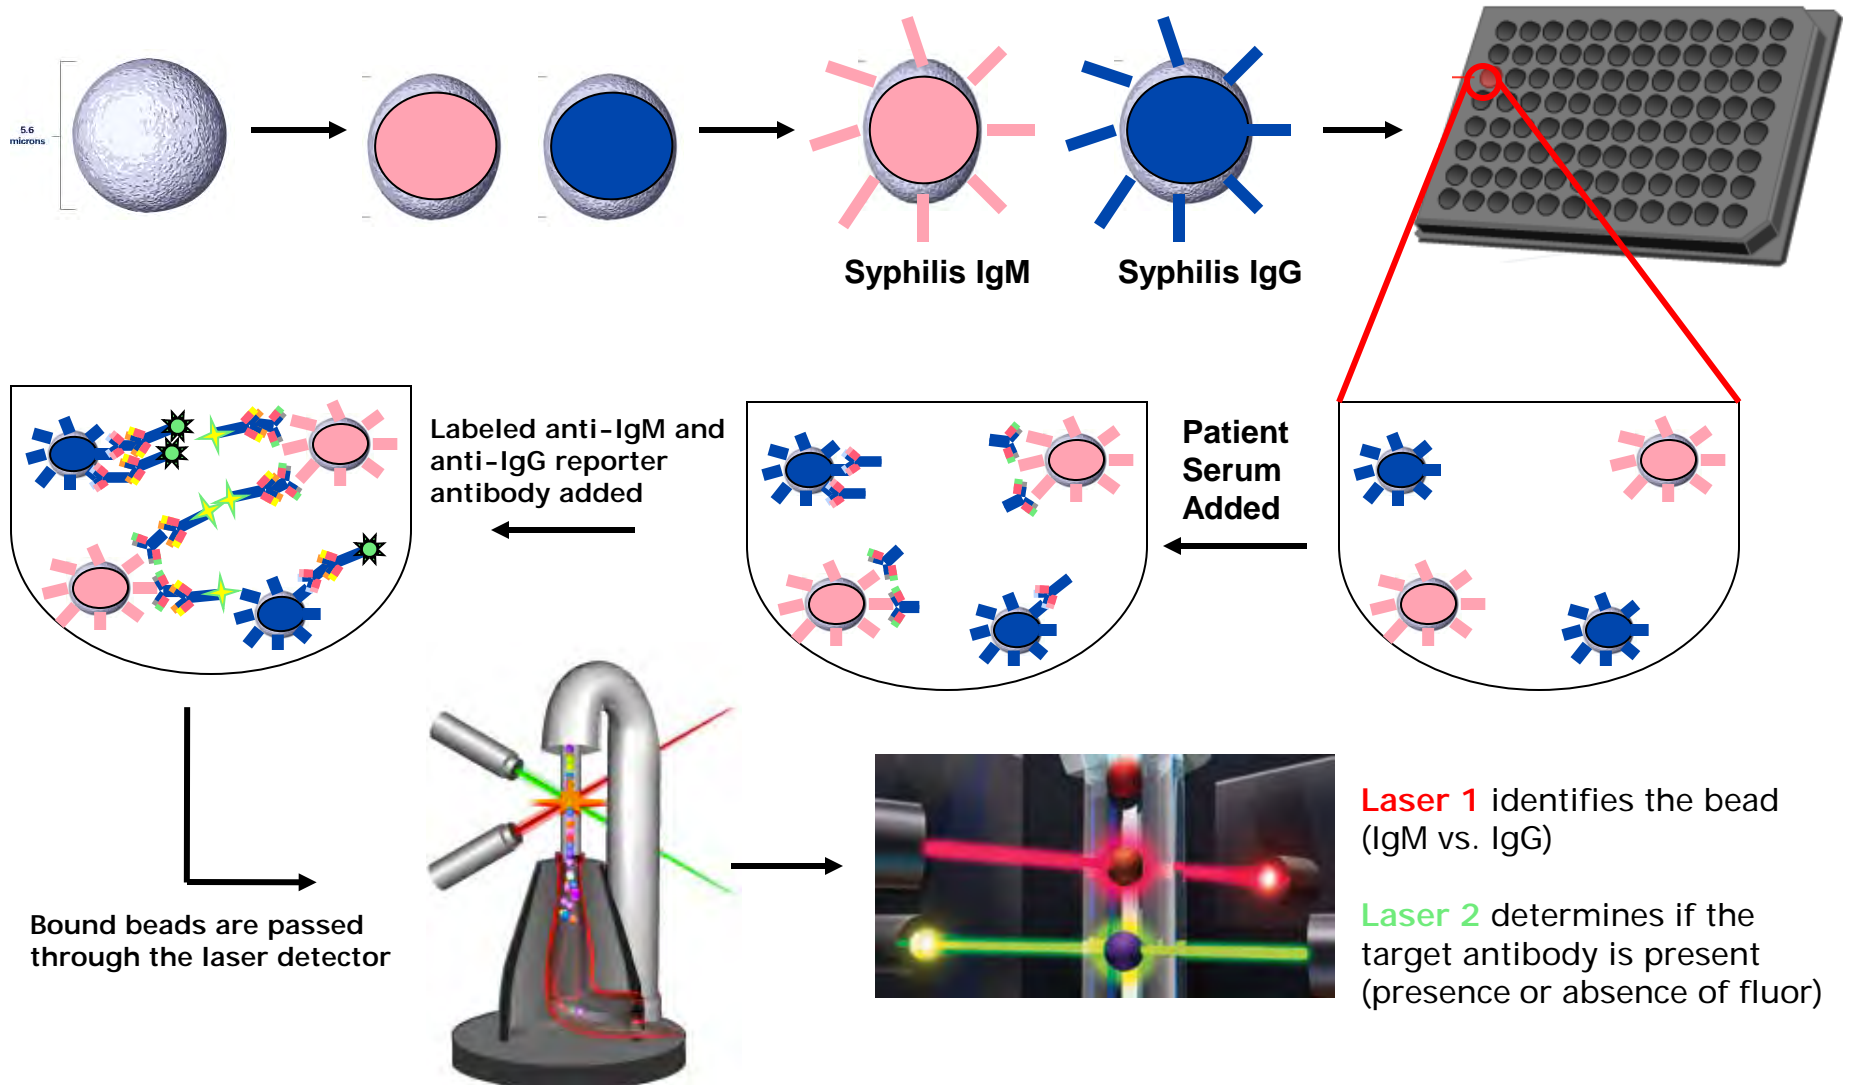 5.6
microns
Syphilis IgM
Syphilis IgG
Labeled anti-IgM and
anti-IgG reporter
antibody added
Patient
Serum
Added
Bound beads are passed
through the laser detector
Laser 1 identifies the bead
(IgM vs. IgG)
Laser 2 determines if the
target antibody is present
(presence or absence of fluor)